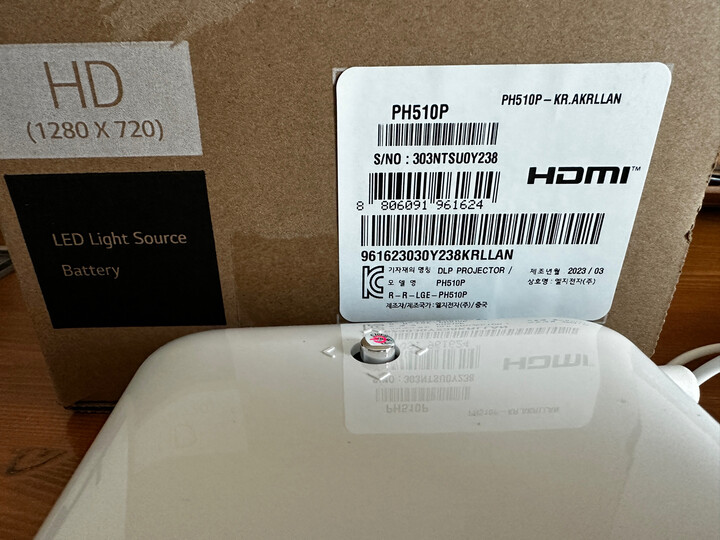 HD
(1280 X 720)
LED Light Source
Battery
PH510P
PH510P-KR.AKRLLAN
S/NO : 303NTSU0Y238
HDMI™
8 806091 961624
961623030Y238KRLLAN
기자재의 명칭 DLP PROJECTOR /
제조년월 2023 / 03
모 델 명 PH510P
상호명 : 엘지전자(주)
R-R-LGE-PH510P
제조자/제조국가 : 엘지전자(주)/중국